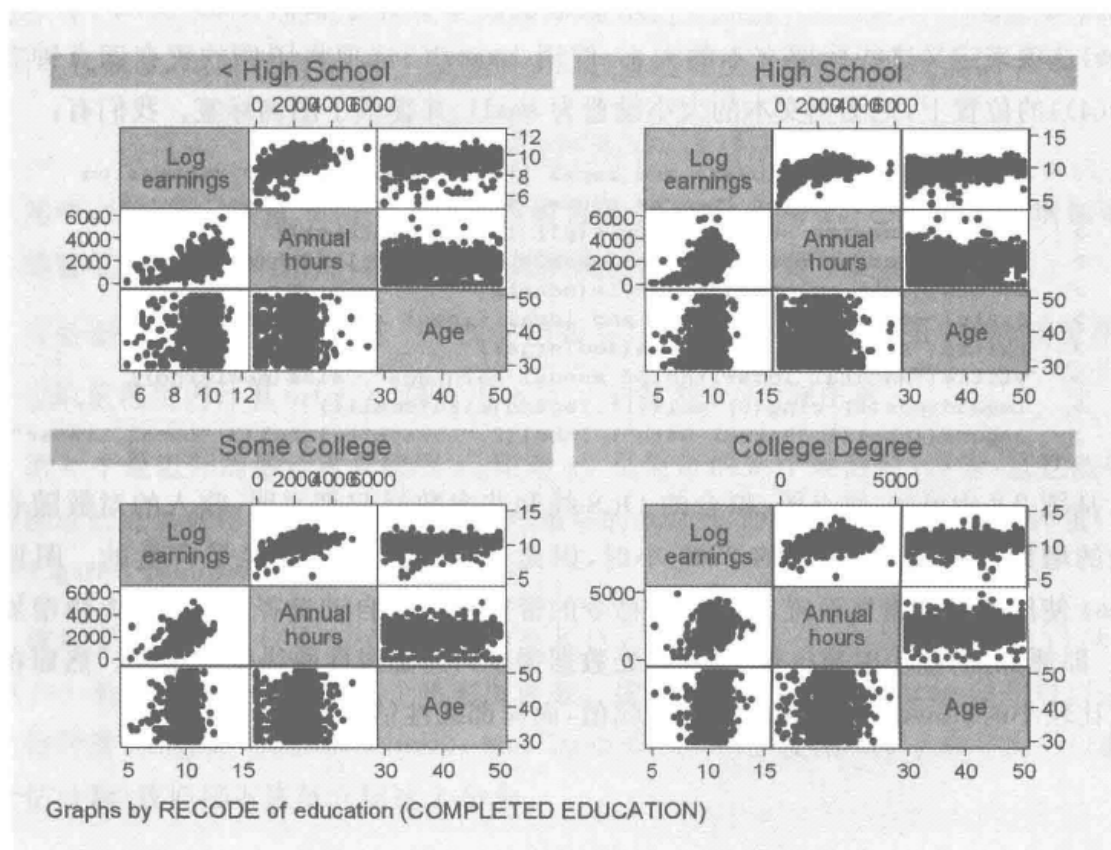 < High School
0 2000 4000 6000
Log earnings
12
10
8
6
6000
4000
2000
0
Annual hours
50
40
30
Age
6 8 10 12
30 40 50
High School
0 2000 4000 6000
Log earnings
15
10
5
6000
4000
2000
0
Annual hours
50
40
30
Age
5 10 15
30 40 50
Some College
0 2000 4000 6000
Log earnings
15
10
5
6000
4000
2000
0
Annual hours
50
40
30
Age
5 10 15
30 40 50
College Degree
0 5000
Log earnings
15
10
5
5000
0
Annual hours
50
40
30
Age
5 10 15
30 40 50
Graphs by RECODE of education (COMPLETED EDUCATION)